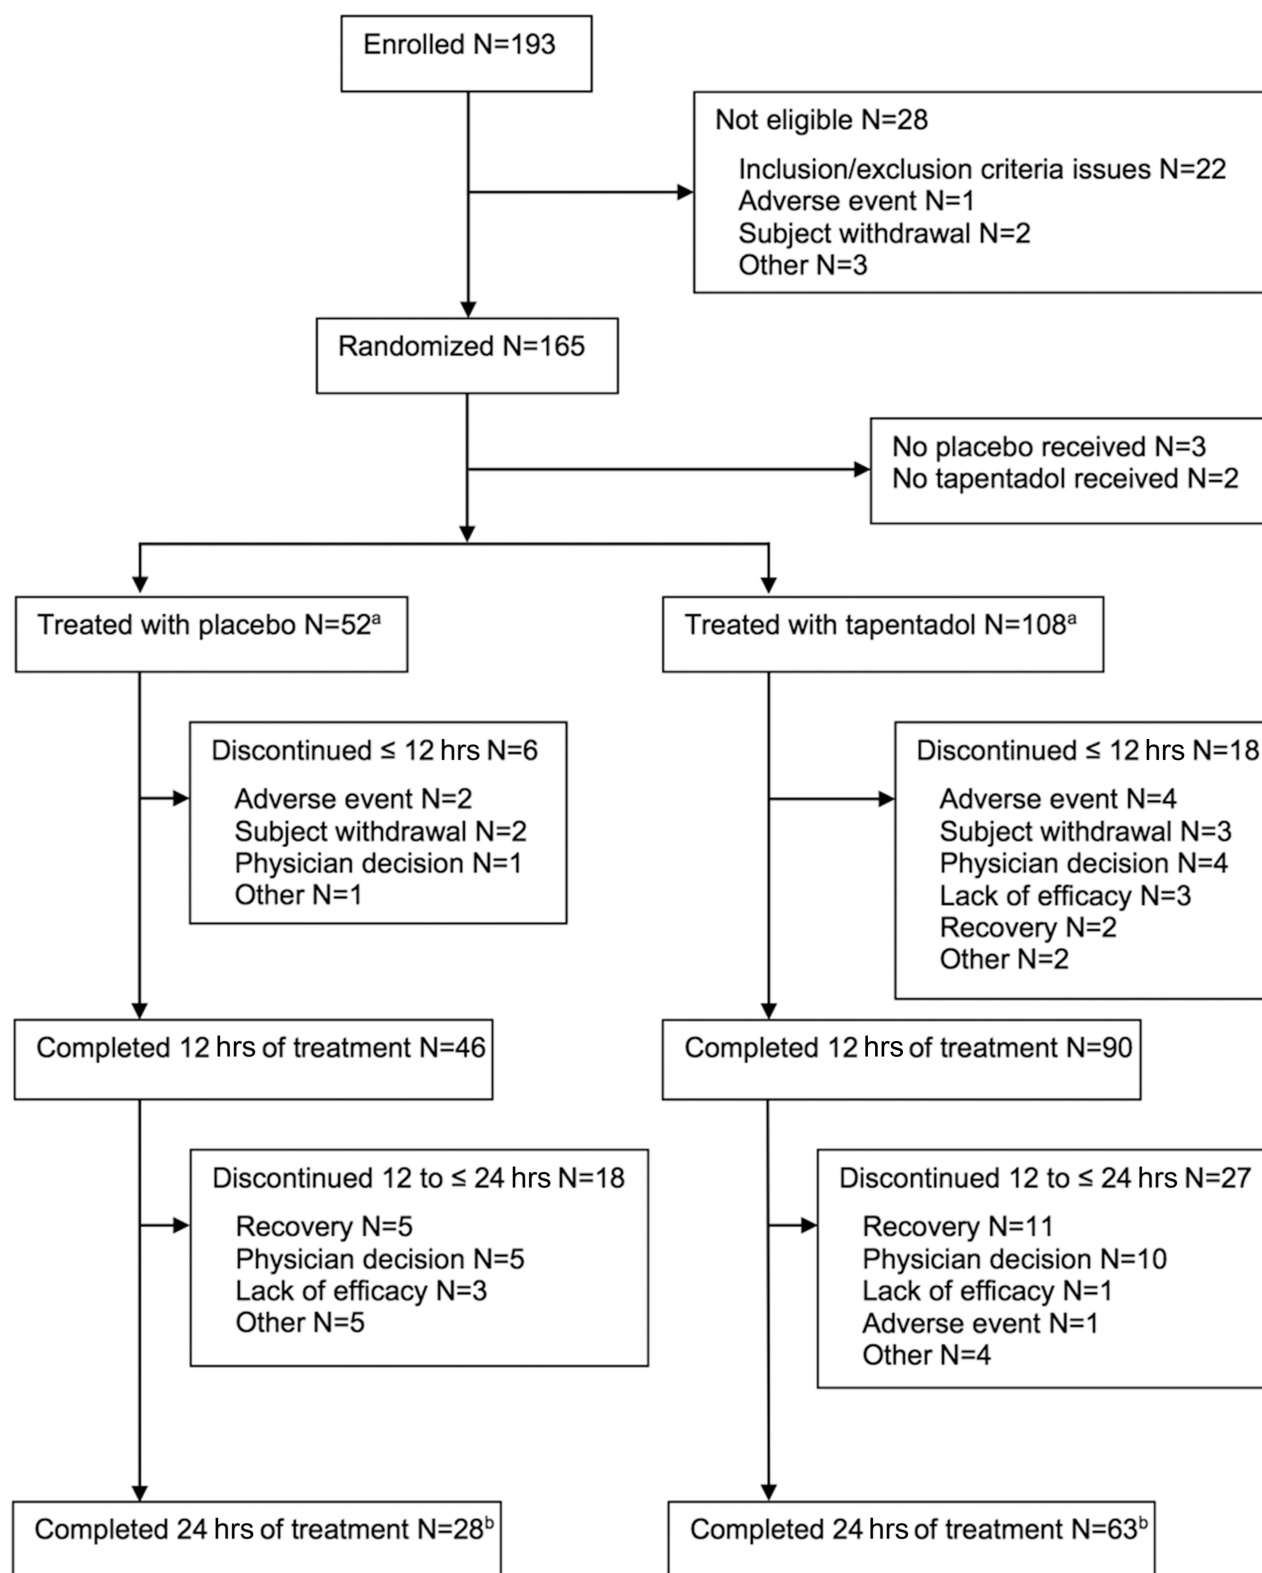 Enrolled N=193
Not eligible N=28
Inclusion/exclusion criteria issues N=22
Adverse event N=1
Subject withdrawal N=2
Other N=3
Randomized N=165
No placebo received N=3
No tapentadol received N=2
Treated with placebo N=52ᵃ
Treated with tapentadol N=108ᵃ
Discontinued ≤ 12 hrs N=6
Adverse event N=2
Subject withdrawal N=2
Physician decision N=1
Other N=1
Discontinued ≤ 12 hrs N=18
Adverse event N=4
Subject withdrawal N=3
Physician decision N=4
Lack of efficacy N=3
Recovery N=2
Other N=2
Completed 12 hrs of treatment N=46
Completed 12 hrs of treatment N=90
Discontinued 12 to ≤ 24 hrs N=18
Recovery N=5
Physician decision N=5
Lack of efficacy N=3
Other N=5
Discontinued 12 to ≤ 24 hrs N=27
Recovery N=11
Physician decision N=10
Lack of efficacy N=1
Adverse event N=1
Other N=4
Completed 24 hrs of treatment N=28ᵇ
Completed 24 hrs of treatment N=63ᵇ